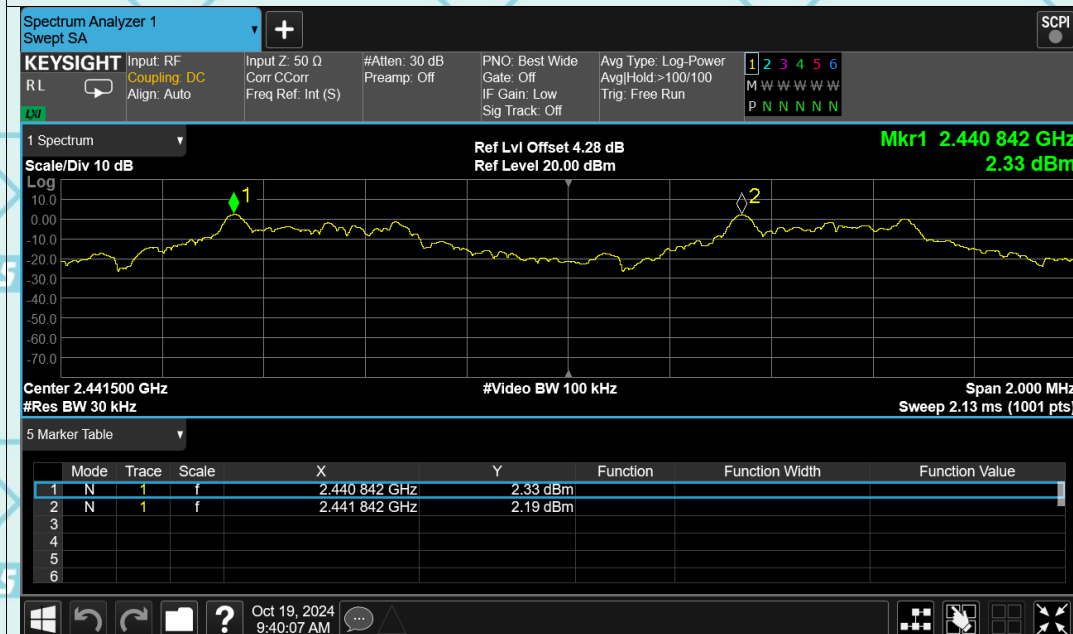 Spectrum Analyzer 1
Swept SA
+
SCPI
KEYSIGHT
RL
LXI
Input: RF
Coupling: DC
Align: Auto
Input Z: 50 Ω
Corr CCorr
Freq Ref: Int (S)
#Atten: 30 dB
Preamp: Off
PNO: Best Wide
Gate: Off
IF Gain: Low
Sig Track: Off
Avg Type: Log-Power
Avg|Hold:>100/100
Trig: Free Run
1 2 3 4 5 6
M W W W W W
P N N N N N
1 Spectrum
Scale/Div 10 dB
Ref Lvl Offset 4.28 dB
Ref Level 20.00 dBm
Mkr1 2.440 842 GHz
2.33 dBm
Log
10.0
0.00
-10.0
-20.0
-30.0
-40.0
-50.0
-60.0
-70.0
1
2
Center 2.441500 GHz
#Video BW 100 kHz
Span 2.000 MHz
#Res BW 30 kHz
Sweep 2.13 ms (1001 pts)
5 Marker Table
Mode Trace Scale X Y Function Function Width Function Value
1 N 1 f 2.440 842 GHz 2.33 dBm
2 N 1 f 2.441 842 GHz 2.19 dBm
3
4
5
6
?
Oct 19, 2024
9:40:07 AM